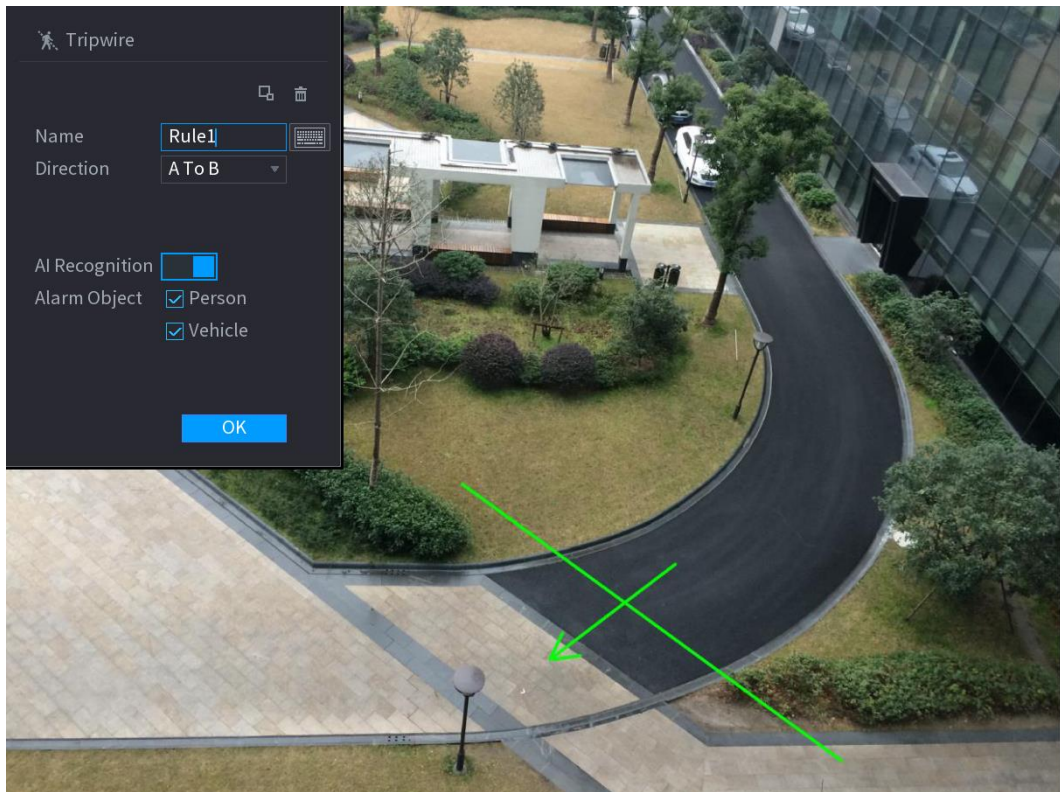 Tripwire
Name Rule1
Direction A To B
AI Recognition
Alarm Object Person
Vehicle
OK